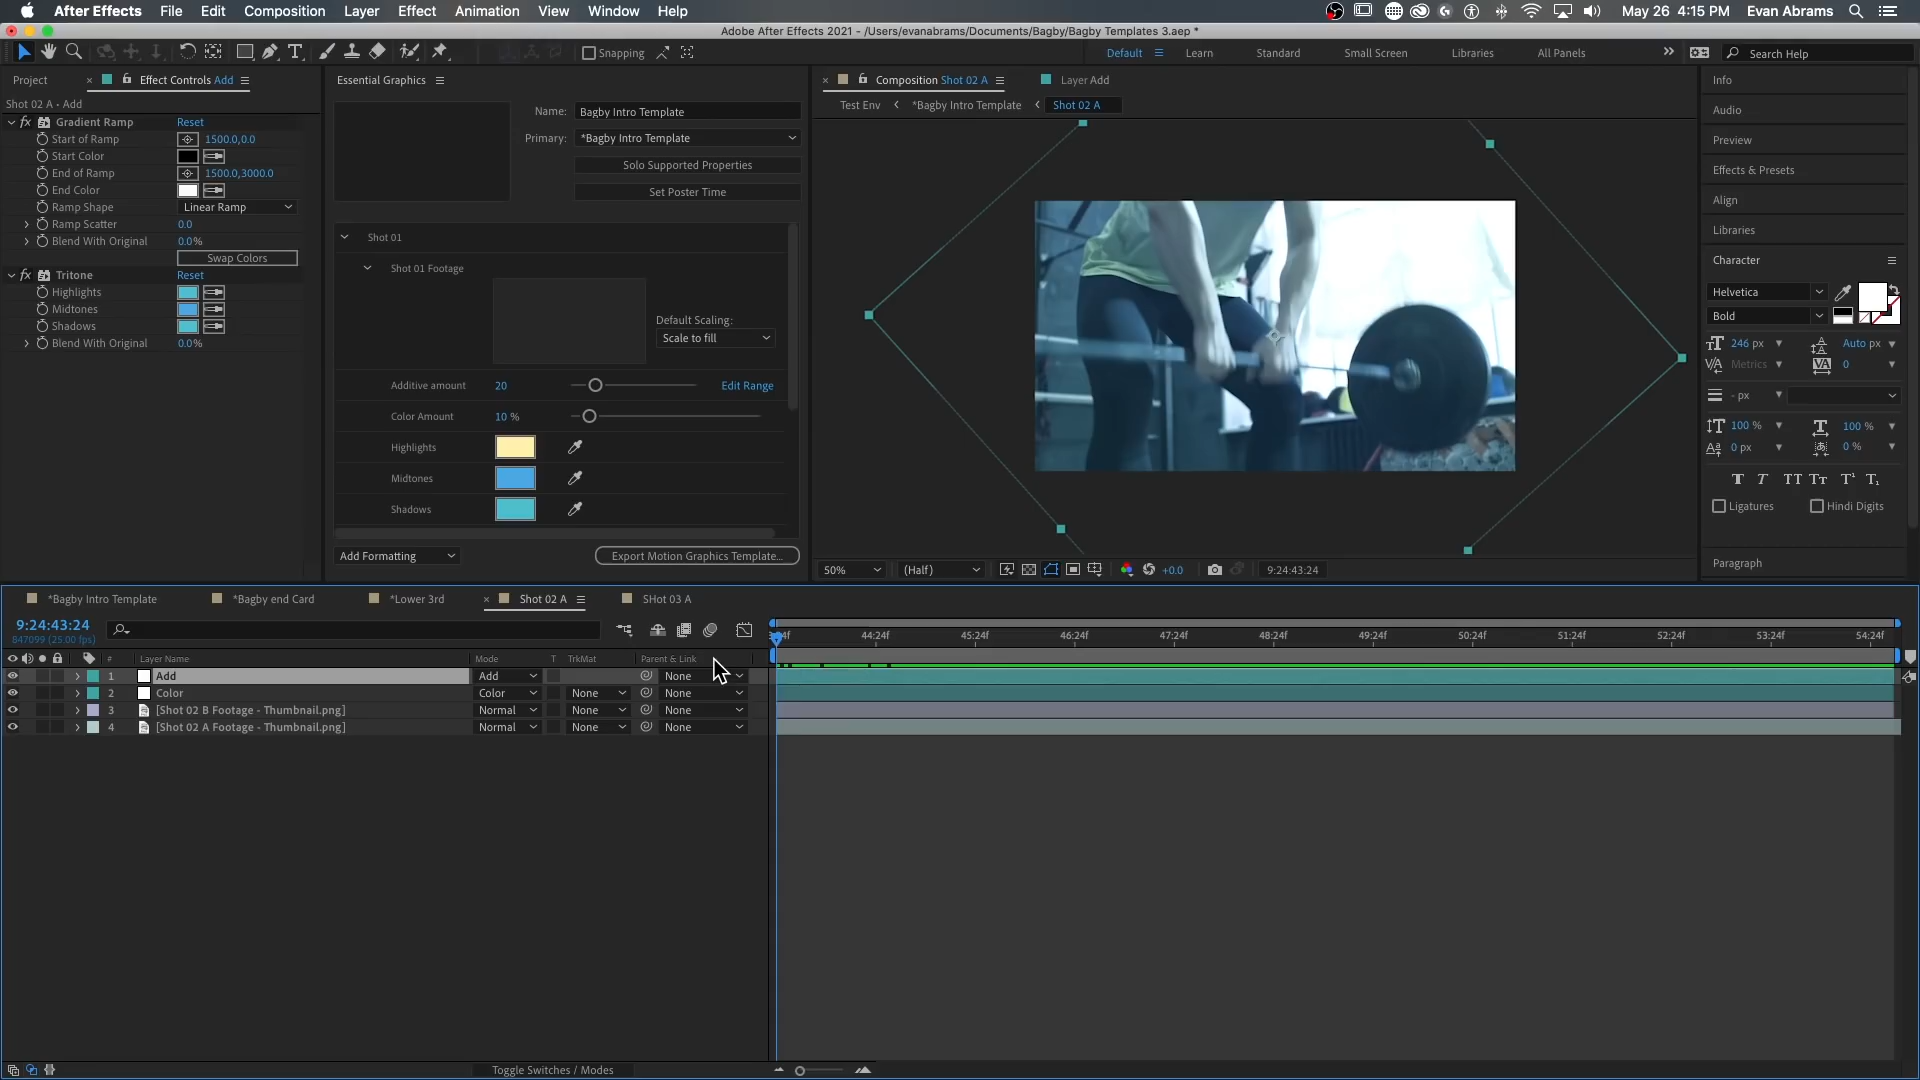 After Effects File Edit Composition Layer Effect Animation View Window Help May 26 4:15 PM Evan Abrams
Adobe After Effects 2021 - /Users/evanabrams/Documents/Bagby/Bagby Templates 3.aep *
Snapping Default Learn Standard Small Screen Libraries All Panels Search Help
Project Effect Controls Add
Shot 02 A - Add
fx Gradient Ramp Reset
Start of Ramp 1500.0,0.0
Start Color
End of Ramp 1500.0,3000.0
End Color
Ramp Shape Linear Ramp
Ramp Scatter 0.0
Blend With Original 0.0%
Swap Colors
fx Tritone Reset
Highlights
Midtones
Shadows
Blend With Original 0.0%
Essential Graphics
Name: Bagby Intro Template
Primary: *Bagby Intro Template
Solo Supported Properties
Set Poster Time
Shot 01
Shot 01 Footage
Default Scaling:
Scale to fill
Additive amount 20 Edit Range
Color Amount 10 %
Highlights
Midtones
Shadows
Add Formatting Export Motion Graphics Template...
Composition Shot 02 A Layer Add
Test Env *Bagby Intro Template Shot 02 A
50% (Half) +0.0 9:24:43:24
Info
Audio
Preview
Effects & Presets
Align
Libraries
Character
Helvetica
Bold
246 px Auto px
Metrics 0
- px
100 % 100 %
0 px 0 %
T T TT Tт T¹ T₁
Ligatures Hindi Digits
Paragraph
*Bagby Intro Template *Bagby end Card *Lower 3rd Shot 02 A SHot 03 A
9:24:43:24
847099 (25.00 fps)
44:24f 45:24f 46:24f 47:24f 48:24f 49:24f 50:24f 51:24f 52:24f 53:24f 54:24f
# Layer Name Mode T TrkMat Parent & Link
1 Add Add None
2 Color Color None None
3 [Shot 02 B Footage - Thumbnail.png] Normal None None
4 [Shot 02 A Footage - Thumbnail.png] Normal None None
Toggle Switches / Modes